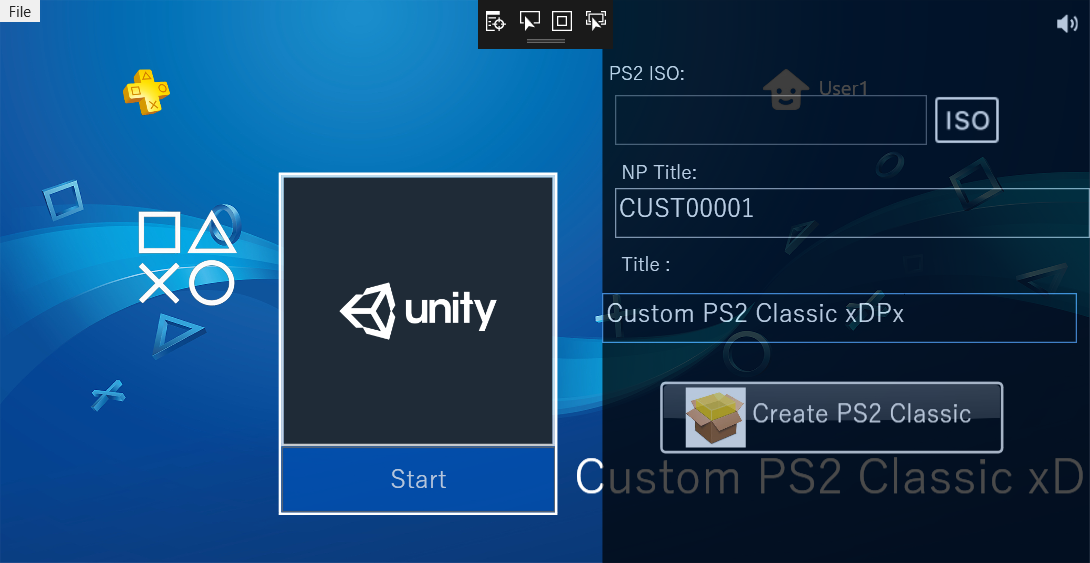 File
PS2 ISO:
User1
ISO
NP Title:
CUST00001
Title :
unity
Custom PS2 Classic xDPx
Create PS2 Classic
Start
Custom PS2 Classic xD